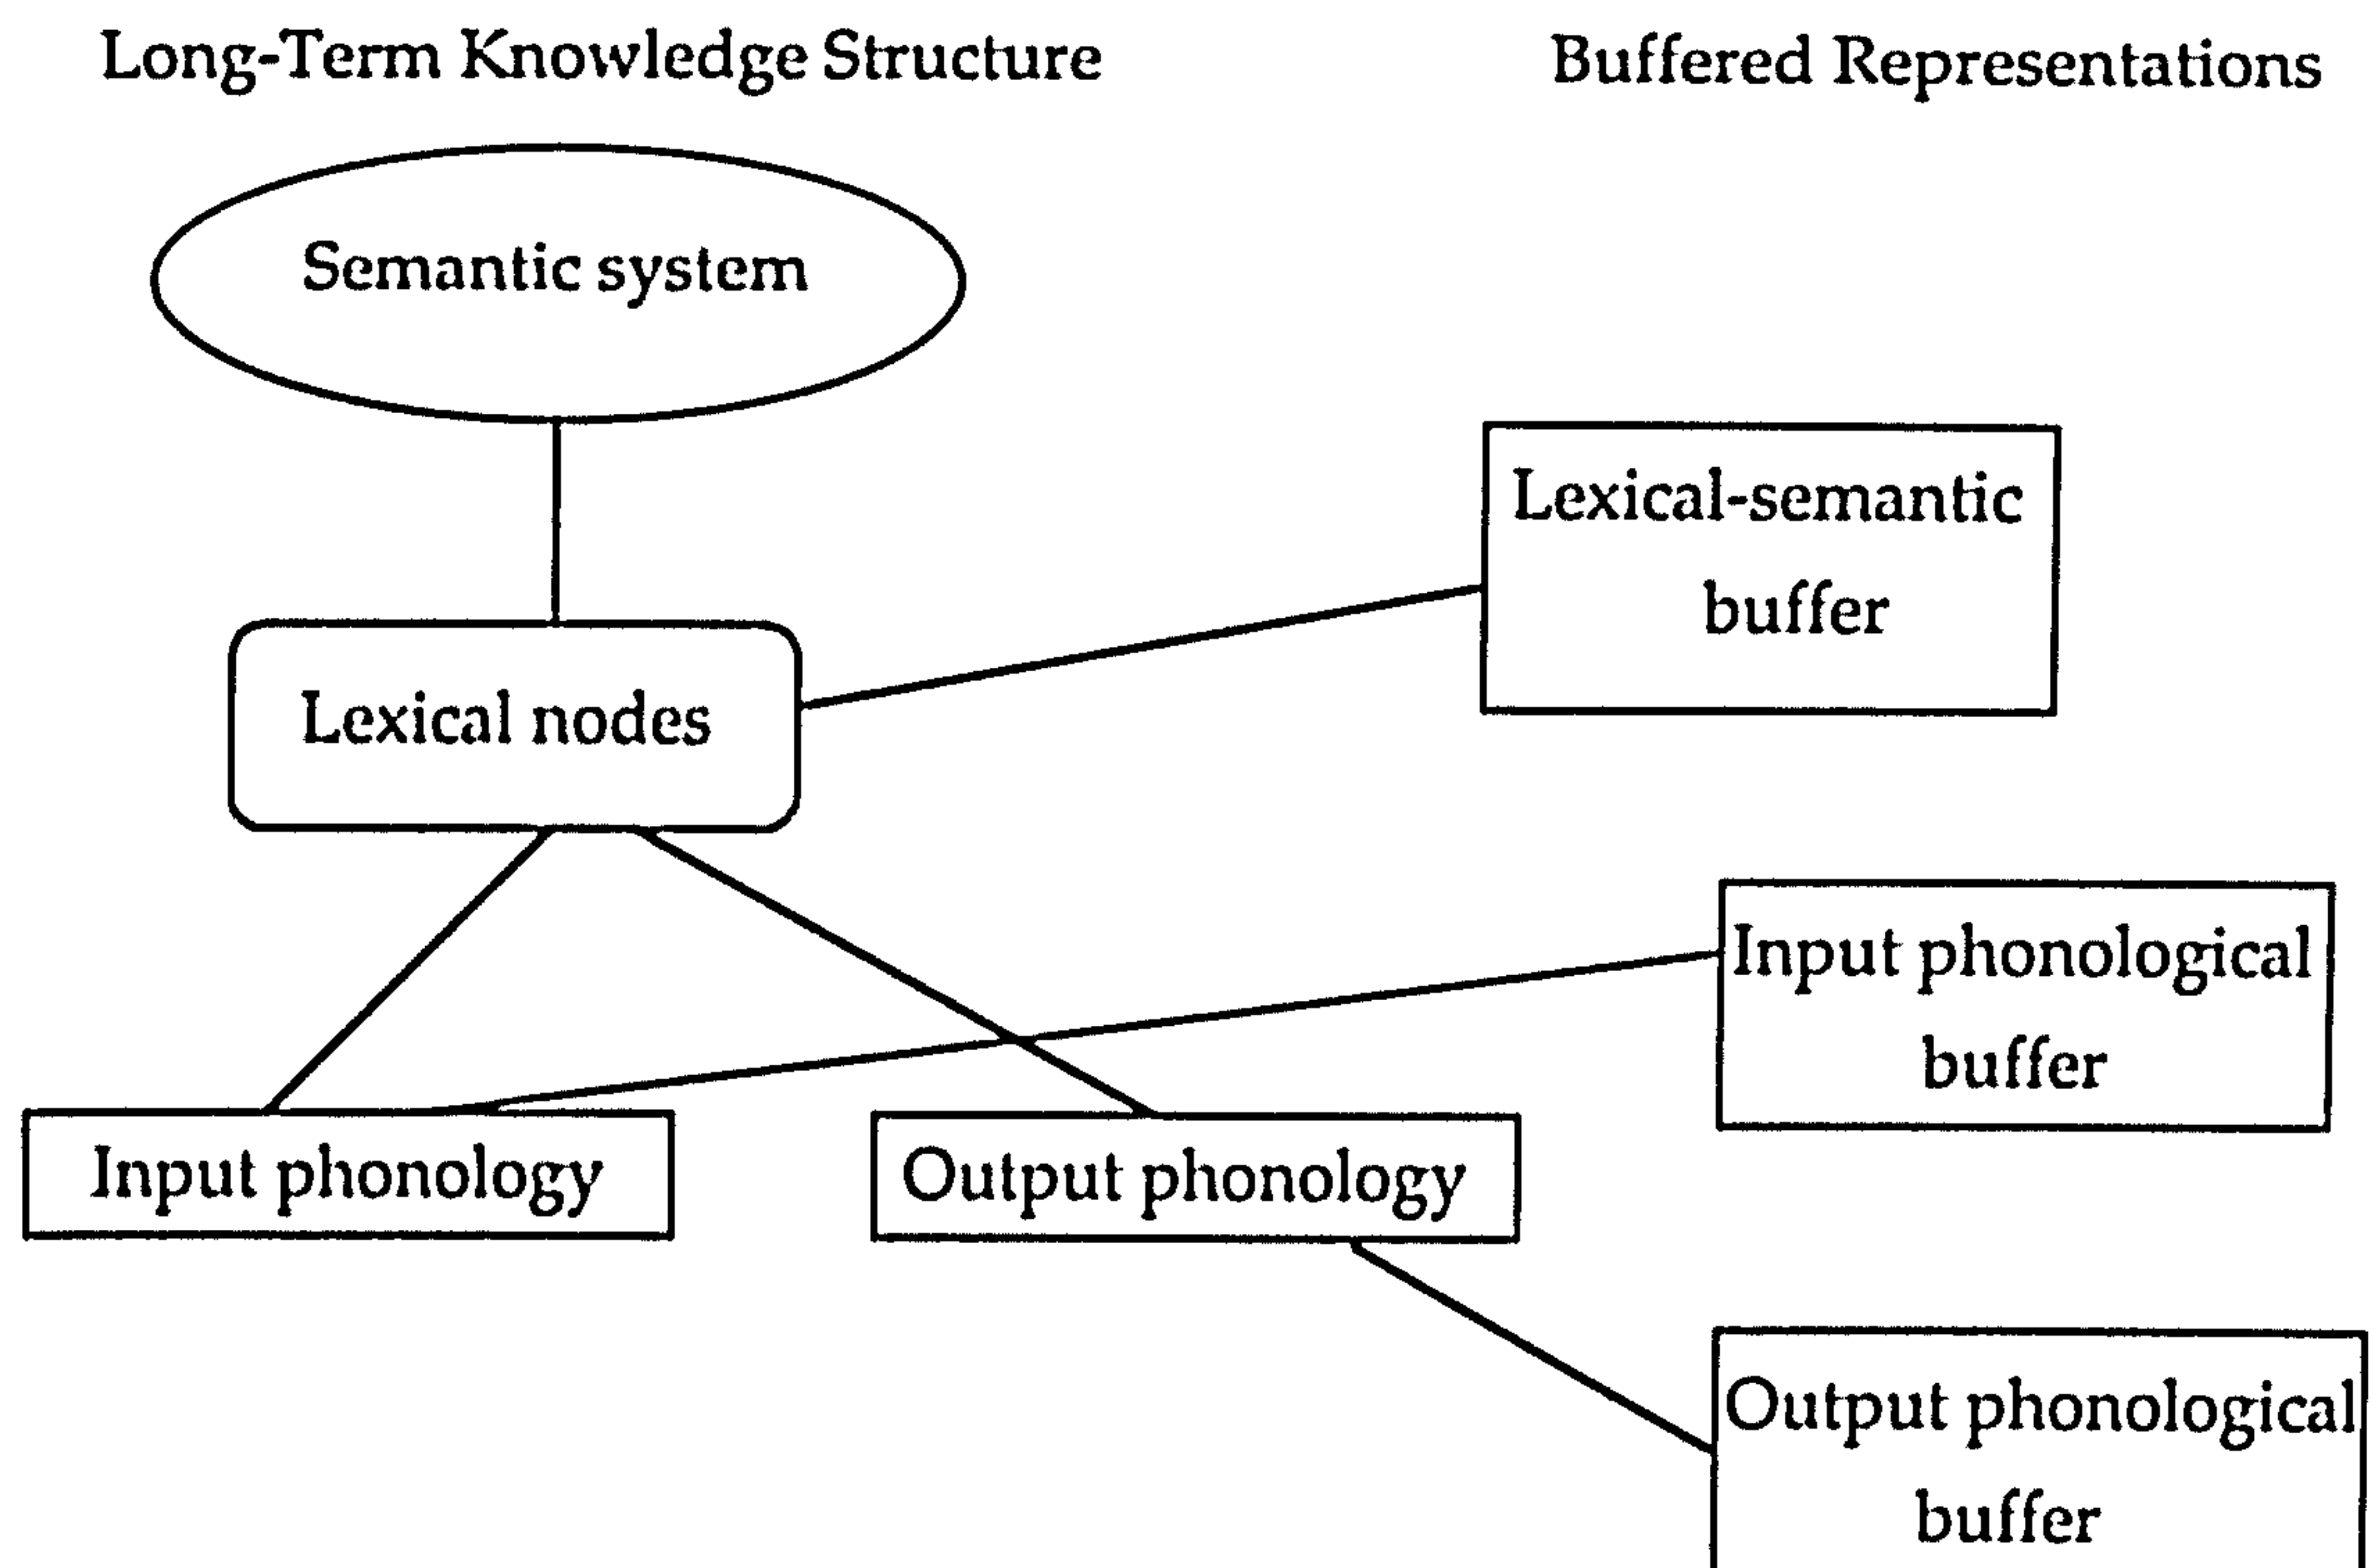 Long-Term Knowledge Structure
Buffered Representations
Semantic system
Lexical-semantic
buffer
Lexical nodes
Input phonological
buffer
Input phonology
Output phonology
Output phonological
buffer